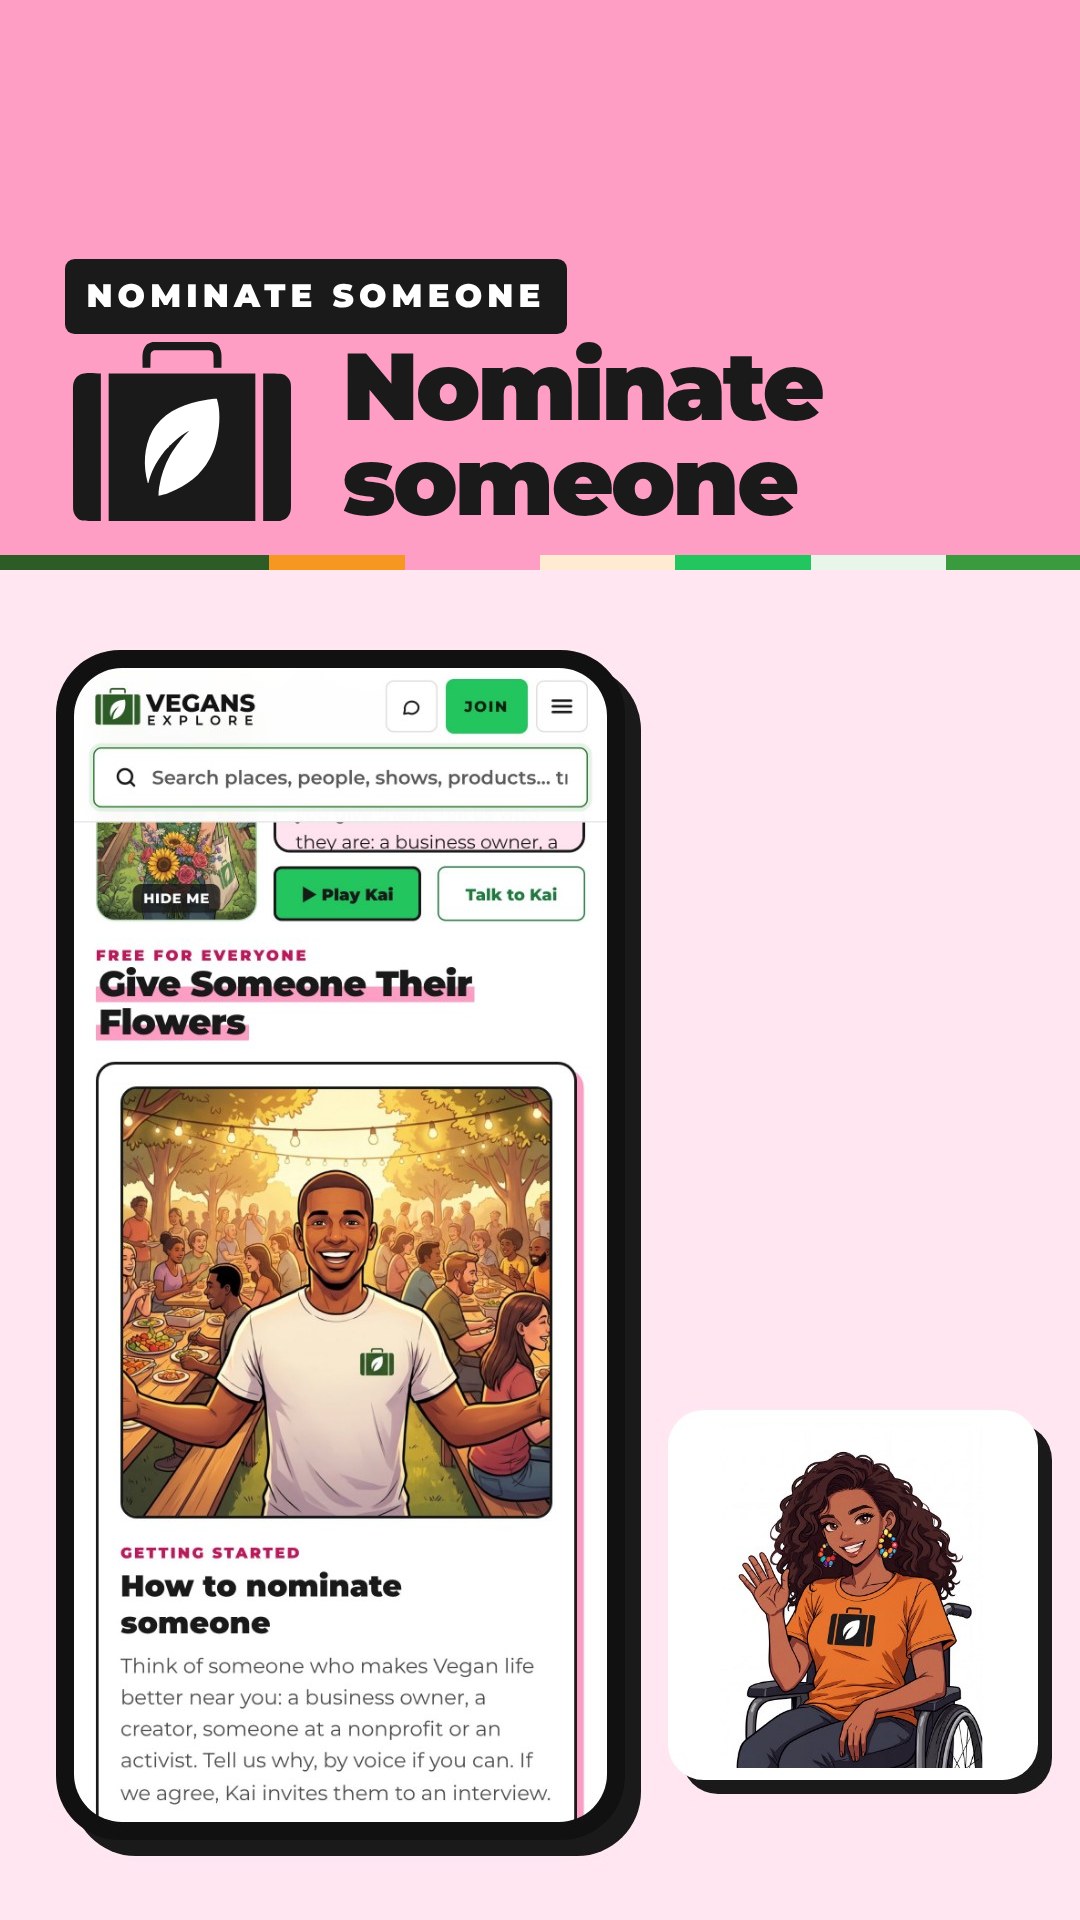 NOMINATE SOMEONE
Nominate
someone
VEGANS
EXPLORE
JOIN
Search places, people, shows, products...
they are: a business owner, a
HIDE ME
Play Kai
Talk to Kai
FREE FOR EVERYONE
Give Someone Their
Flowers
GETTING STARTED
How to nominate
someone
Think of someone who makes Vegan life
better near you: a business owner, a
creator, someone at a nonprofit or an
activist. Tell us why, by voice if you can. If
we agree, Kai invites them to an interview.